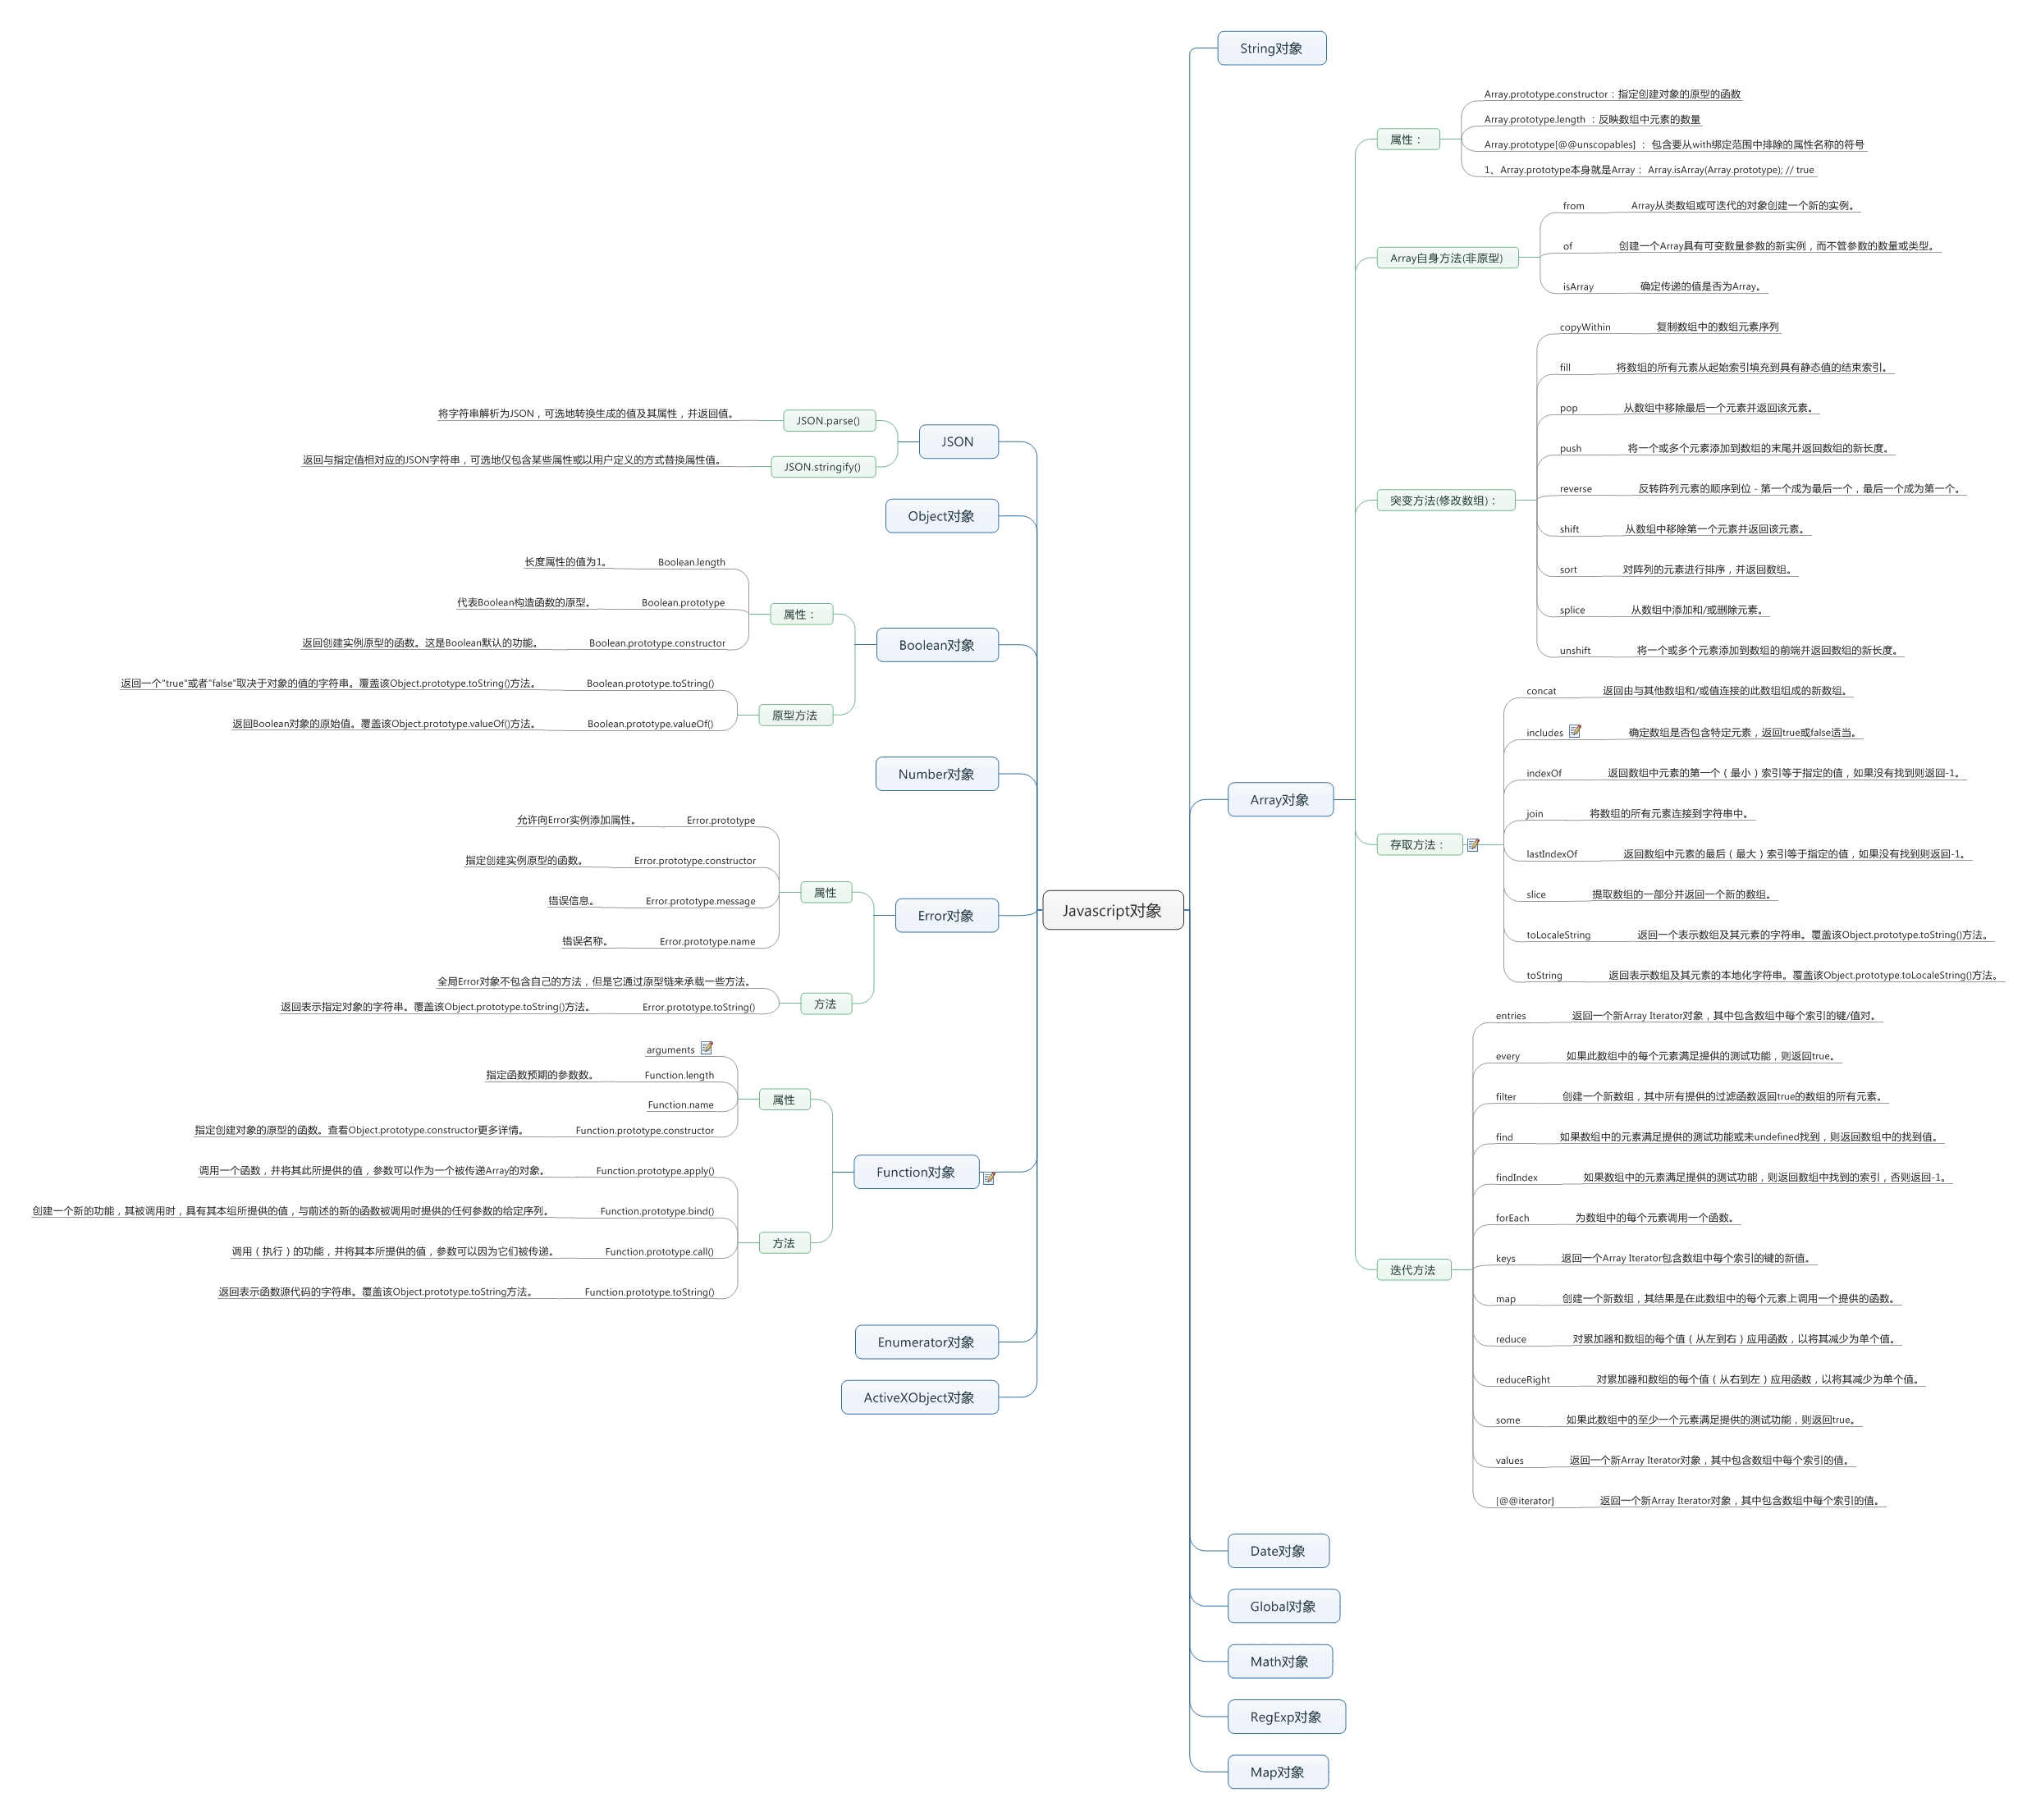 Javascript对象
String对象
Array对象
属性：
Array.prototype.constructor：指定创建对象的原型的函数
Array.prototype.length ：反映数组中元素的数量
Array.prototype[@@unscopables] ： 包含要从with绑定范围中排除的属性名称的符号
1、Array.prototype本身就是Array： Array.isArray(Array.prototype); // true
Array自身方法(非原型)
from Array从类数组或可迭代的对象创建一个新的实例。
of 创建一个Array具有可变数量参数的新实例，而不管参数的数量或类型。
isArray 确定传递的值是否为Array。
突变方法(修改数组)：
copyWithin 复制数组中的数组元素序列
fill 将数组的所有元素从起始索引填充到具有静态值的结束索引。
pop 从数组中移除最后一个元素并返回该元素。
push 将一个或多个元素添加到数组的末尾并返回数组的新长度。
reverse 反转阵列元素的顺序到位 - 第一个成为最后一个，最后一个成为第一个。
shift 从数组中移除第一个元素并返回该元素。
sort 对阵列的元素进行排序，并返回数组。
splice 从数组中添加和/或删除元素。
unshift 将一个或多个元素添加到数组的前端并返回数组的新长度。
存取方法：
concat 返回由与其他数组和/或值连接的此数组组成的新数组。
includes 确定数组是否包含特定元素，返回true或false适当。
indexOf 返回数组中元素的第一个（最小）索引等于指定的值，如果没有找到则返回-1。
join 将数组的所有元素连接到字符串中。
lastIndexOf 返回数组中元素的最后（最大）索引等于指定的值，如果没有找到则返回-1。
slice 提取数组的一部分并返回一个新的数组。
toLocaleString 返回一个表示数组及其元素的字符串。覆盖该Object.prototype.toString()方法。
toString 返回表示数组及其元素的本地化字符串。覆盖该Object.prototype.toLocaleString()方法。
迭代方法
entries 返回一个新Array Iterator对象，其中包含数组中每个索引的键/值对。
every 如果此数组中的每个元素满足提供的测试功能，则返回true。
filter 创建一个新数组，其中所有提供的过滤函数返回true的数组的所有元素。
find 如果数组中的元素满足提供的测试功能或未undefined找到，则返回数组中的找到值。
findIndex 如果数组中的元素满足提供的测试功能，则返回数组中找到的索引，否则返回-1。
forEach 为数组中的每个元素调用一个函数。
keys 返回一个Array Iterator包含数组中每个索引的键的新值。
map 创建一个新数组，其结果是在此数组中的每个元素上调用一个提供的函数。
reduce 对累加器和数组的每个值（从左到右）应用函数，以将其减少为单个值。
reduceRight 对累加器和数组的每个值（从右到左）应用函数，以将其减少为单个值。
some 如果此数组中的至少一个元素满足提供的测试功能，则返回true。
values 返回一个新Array Iterator对象，其中包含数组中每个索引的值。
[@@iterator] 返回一个新Array Iterator对象，其中包含数组中每个索引的值。
Date对象
Global对象
Math对象
RegExp对象
Map对象
JSON
将字符串解析为JSON，可选地转换生成的值及其属性，并返回值。 JSON.parse()
返回与指定值相对应的JSON字符串，可选地仅包含某些属性或以用户定义的方式替换属性值。 JSON.stringify()
Object对象
Boolean对象
属性：
长度属性的值为1。 Boolean.length
代表Boolean构造函数的原型。 Boolean.prototype
返回创建实例原型的函数。这是Boolean默认的功能。 Boolean.prototype.constructor
原型方法
返回一个"true"或者"false"取决于对象的值的字符串。覆盖该Object.prototype.toString()方法。 Boolean.prototype.toString()
返回Boolean对象的原始值。覆盖该Object.prototype.valueOf()方法。 Boolean.prototype.valueOf()
Number对象
Error对象
属性
允许向Error实例添加属性。 Error.prototype
指定创建实例原型的函数。 Error.prototype.constructor
错误信息。 Error.prototype.message
错误名称。 Error.prototype.name
方法
全局Error对象不包含自己的方法，但是它通过原型链来承载一些方法。
返回表示指定对象的字符串。覆盖该Object.prototype.toString()方法。 Error.prototype.toString()
Function对象
属性
arguments
指定函数预期的参数数。 Function.length
Function.name
指定创建对象的原型的函数。查看Object.prototype.constructor更多详情。 Function.prototype.constructor
方法
调用一个函数，并将其此所提供的值，参数可以作为一个被传递Array的对象。 Function.prototype.apply()
创建一个新的功能，其被调用时，具有其本组所提供的值，与前述的新的函数被调用时提供的任何参数的给定序列。 Function.prototype.bind()
调用（执行）的功能，并将其本所提供的值，参数可以因为它们被传递。 Function.prototype.call()
返回表示函数源代码的字符串。覆盖该Object.prototype.toString方法。 Function.prototype.toString()
Enumerator对象
ActiveXObject对象